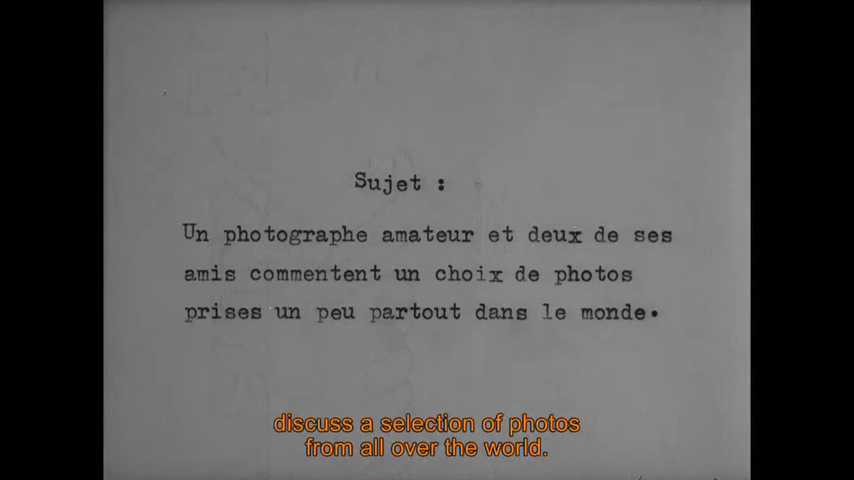 Sujet :
Un photographe amateur et deux de ses
amis commentent un choix de photos
prises un peu partout dans le monde.
discuss a selection of photos
from all over the world.